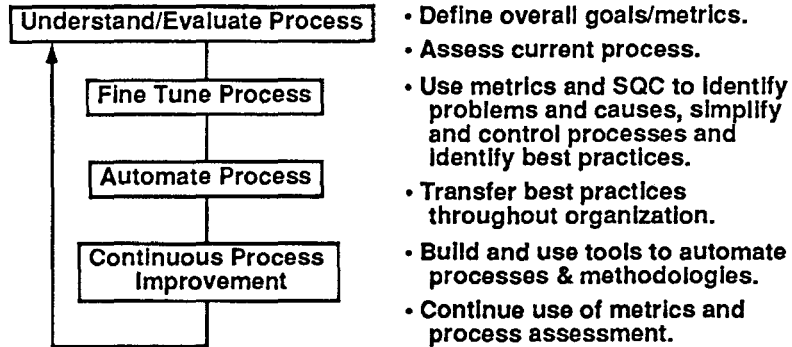 Understand/Evaluate Process
Fine Tune Process
Automate Process
Continuous Process
Improvement
• Define overall goals/metrics.
• Assess current process.
• Use metrics and SQC to identify
problems and causes, simplify
and control processes and
identify best practices.
• Transfer best practices
throughout organization.
• Build and use tools to automate
processes & methodologies.
• Continue use of metrics and
process assessment.